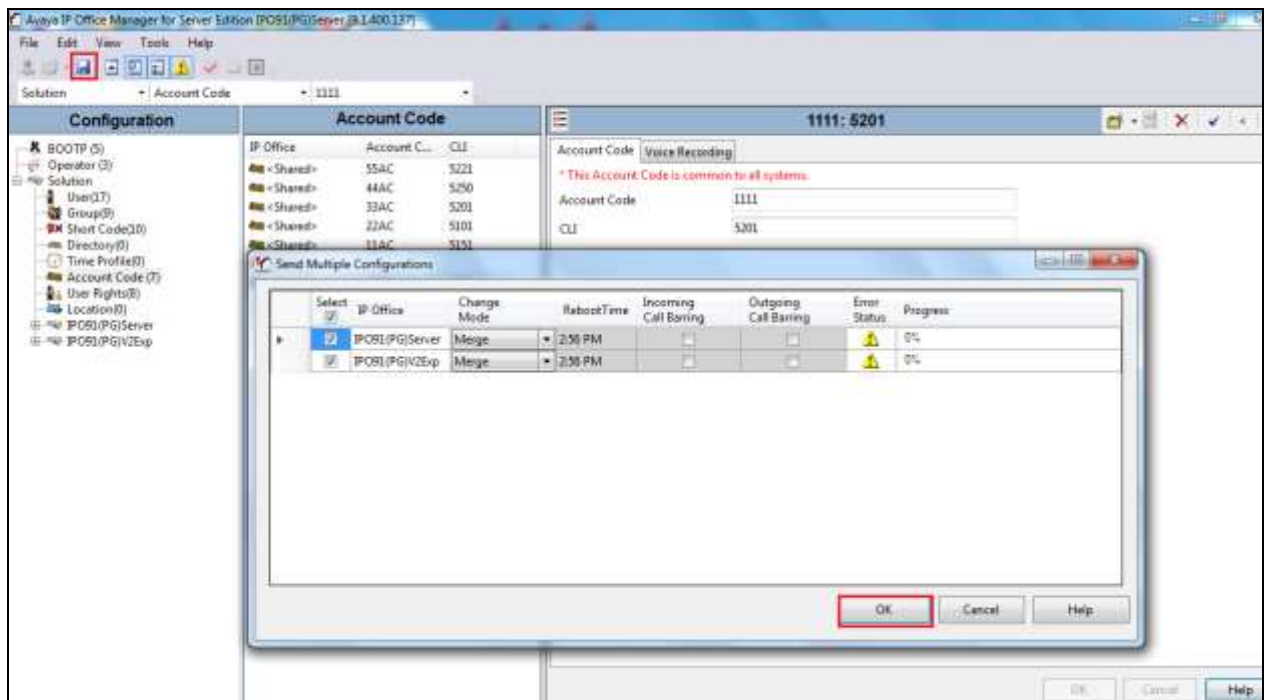 Avaya IP Office Manager for Server Edition IPO91(PG)Server [9.1.400.137]
File Edit View Tools Help
Solution Account Code 1111
Configuration
BOOTP (5)
Operator (3)
Solution
User(17)
Group(9)
Short Code(10)
Directory(0)
Time Profile(0)
Account Code (7)
User Rights(8)
Location(0)
IPO91(PG)Server
IPO91(PG)V2Exp
Account Code
IP Office Account C... CLI
<Shared> 55AC 5221
<Shared> 44AC 5250
<Shared> 33AC 5201
<Shared> 22AC 5101
<Shared> 11AC 5151
1111: 5201
Account Code Voice Recording
* This Account Code is common to all systems.
Account Code 1111
CLI 5201
Send Multiple Configurations
Select IP Office Change Mode RebootTime Incoming Call Barring Outgoing Call Barring Error Status Progress
IPO91(PG)Server Merge 2:56 PM 0%
IPO91(PG)V2Exp Merge 2:56 PM 0%
OK Cancel Help
OK Cancel Help